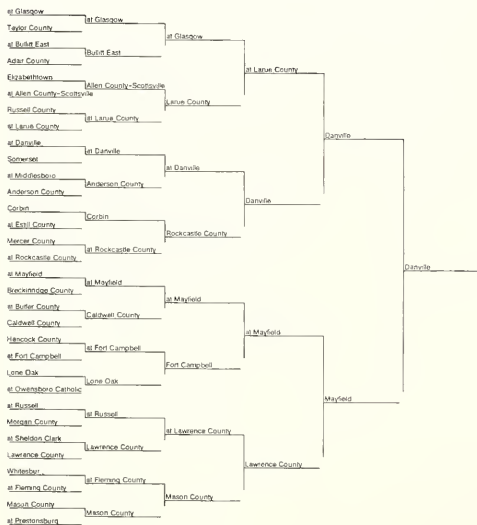 at Glasgow
Taylor County
at Bullitt East
Adair County
Elizabethtown
at Allen County-Scottsville
Russell County
at Larue County
at Danville
Somerset
at Middlesboro
Anderson County
Corbin
at Estill County
Mercer County
at Rockcastle County
at Mayfield
Breckinridge County
at Butler County
Caldwell County
Hancock County
at Fort Campbell
Lone Oak
at Owensboro Catholic
at Russell
Morgan County
at Sheldon Clark
Lawrence County
Whitesbur
at Fleming County
Mason County
at Prestonsburg
at Glasgow
Bullitt East
Allen County-Scottsville
at Larue County
at Danville
Anderson County
Corbin
at Rockcastle County
at Mayfield
Caldwell County
at Fort Campbell
Lone Oak
at Russell
Lawrence County
at Fleming County
Mason County
at Glasgow
Larue County
at Danville
Rockcastle County
at Mayfield
Fort Campbell
at Lawrence County
Mason County
at Larue County
Danville
at Mayfield
Lawrence County
Danville
Mayfield
Danville